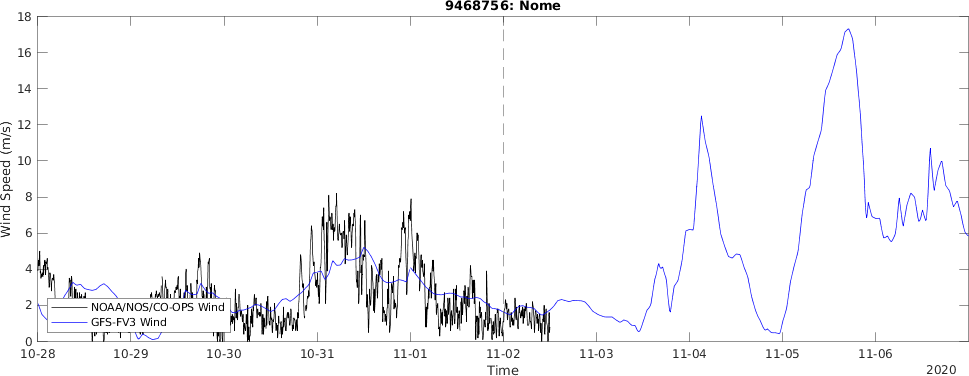 9468756: Nome
18
16
14
12
10
8
6
4
2
0
Wind Speed (m/s)
NOAA/NOS/CO-OPS Wind
GFS-FV3 Wind
10-28 10-29 10-30 10-31 11-01 11-02 11-03 11-04 11-05 11-06
Time
2020